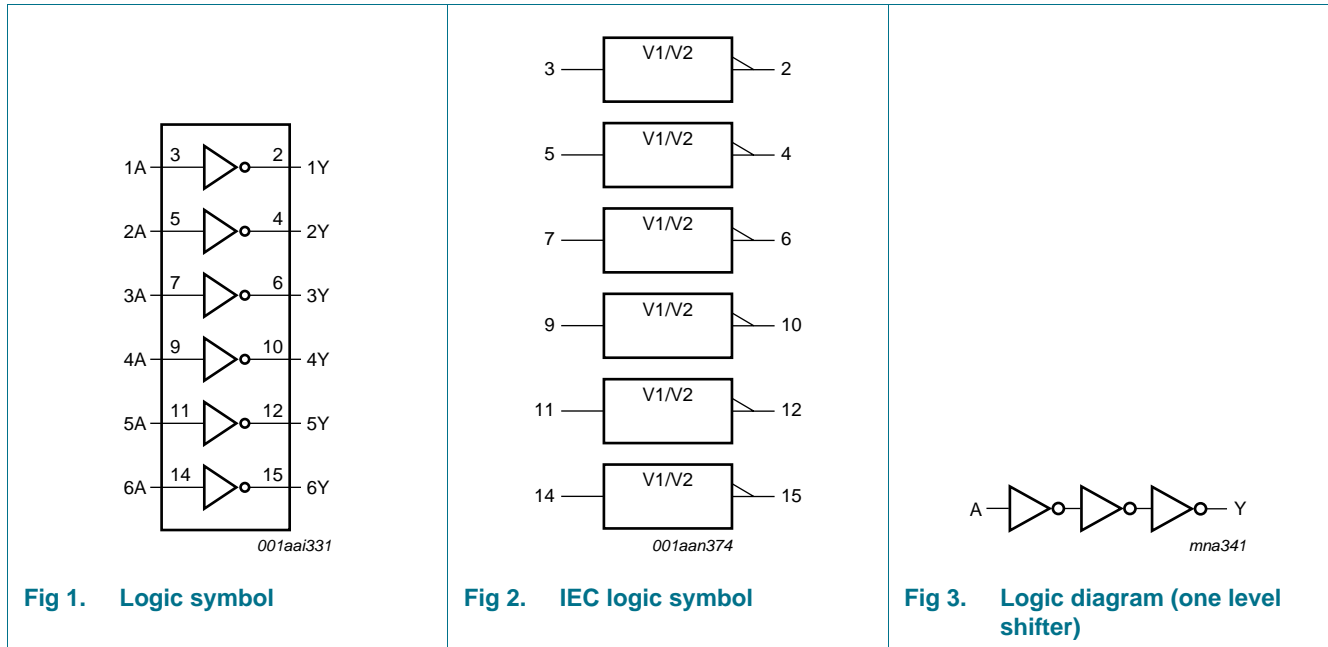 1A 3 2 1Y
2A 5 4 2Y
3A 7 6 3Y
4A 9 10 4Y
5A 11 12 5Y
6A 14 15 6Y
001aai331
Fig 1. Logic symbol
V1/V2
3 2
V1/V2
5 4
V1/V2
7 6
V1/V2
9 10
V1/V2
11 12
V1/V2
14 15
001aan374
Fig 2. IEC logic symbol
A Y
mna341
Fig 3. Logic diagram (one level
shifter)